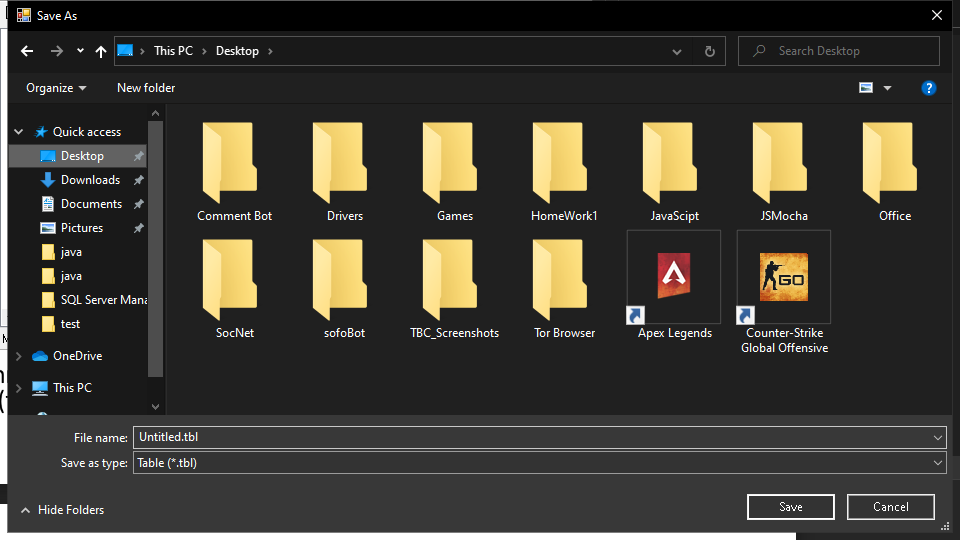 Save As
This PC
Desktop
Search Desktop
Organize
New folder
?
Quick access
Desktop
Downloads
Documents
Pictures
java
java
SQL Server Mana
test
OneDrive
This PC
Comment Bot
Drivers
Games
HomeWork1
JavaScipt
JSMocha
Office
SocNet
sofoBot
TBC_Screenshots
Tor Browser
Apex Legends
GO
Counter-Strike
Global Offensive
File name:
Untitled.tbl
Save as type:
Table (*.tbl)
Hide Folders
Save
Cancel